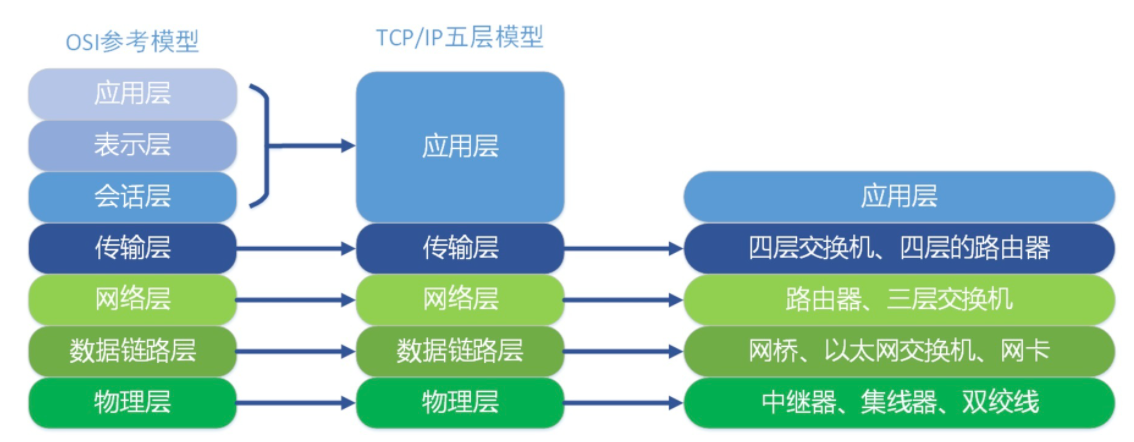 OSI参考模型
应用层
表示层
会话层
传输层
网络层
数据链路层
物理层
TCP/IP五层模型
应用层
传输层
网络层
数据链路层
物理层
应用层
四层交换机、四层的路由器
路由器、三层交换机
网桥、以太网交换机、网卡
中继器、集线器、双绞线